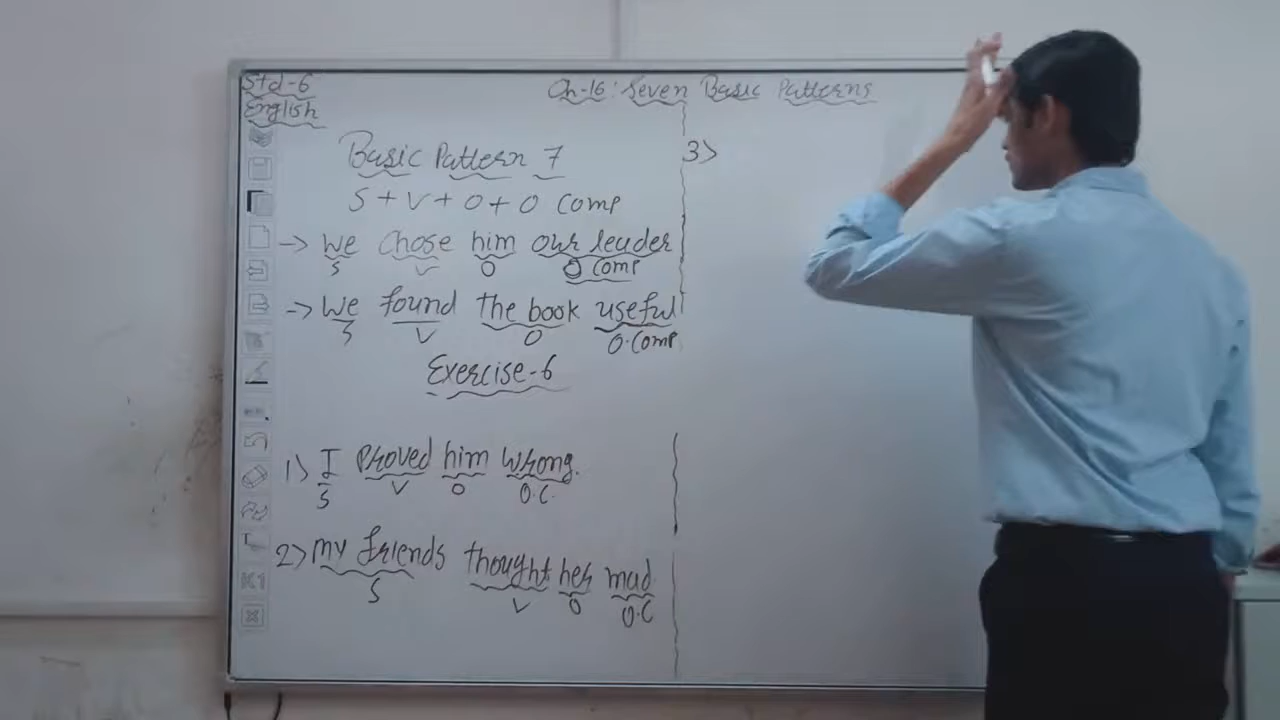 Std-6
English
Ch-16: Seven Basic Patterns
Basic Pattern 7
S + V + O + O Comp
-> We chose him our leader
S V O O Comp
-> We found the book useful
S V O O.Comp
Exercise-6
1> I proved him wrong.
S V O O.C.
2> my friends thought her mad
S V O O.C
3>